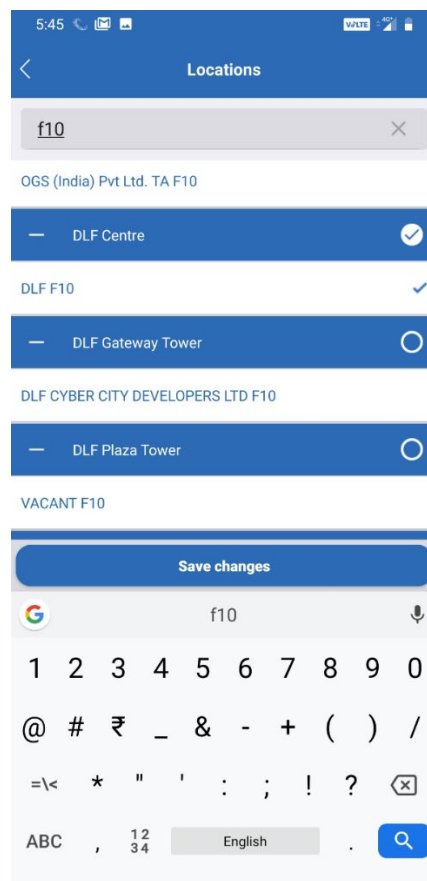 5:45 VoLTE 4G+
Locations
f10
OGS (India) Pvt Ltd. TA F10
DLF Centre
DLF F10
DLF Gateway Tower
DLF CYBER CITY DEVELOPERS LTD F10
DLF Plaza Tower
VACANT F10
Save changes
G f10
1 2 3 4 5 6 7 8 9 0
@ # ₹ _ & - + ( ) /
=\< * " ' : ; ! ?
ABC , 12 34 English .